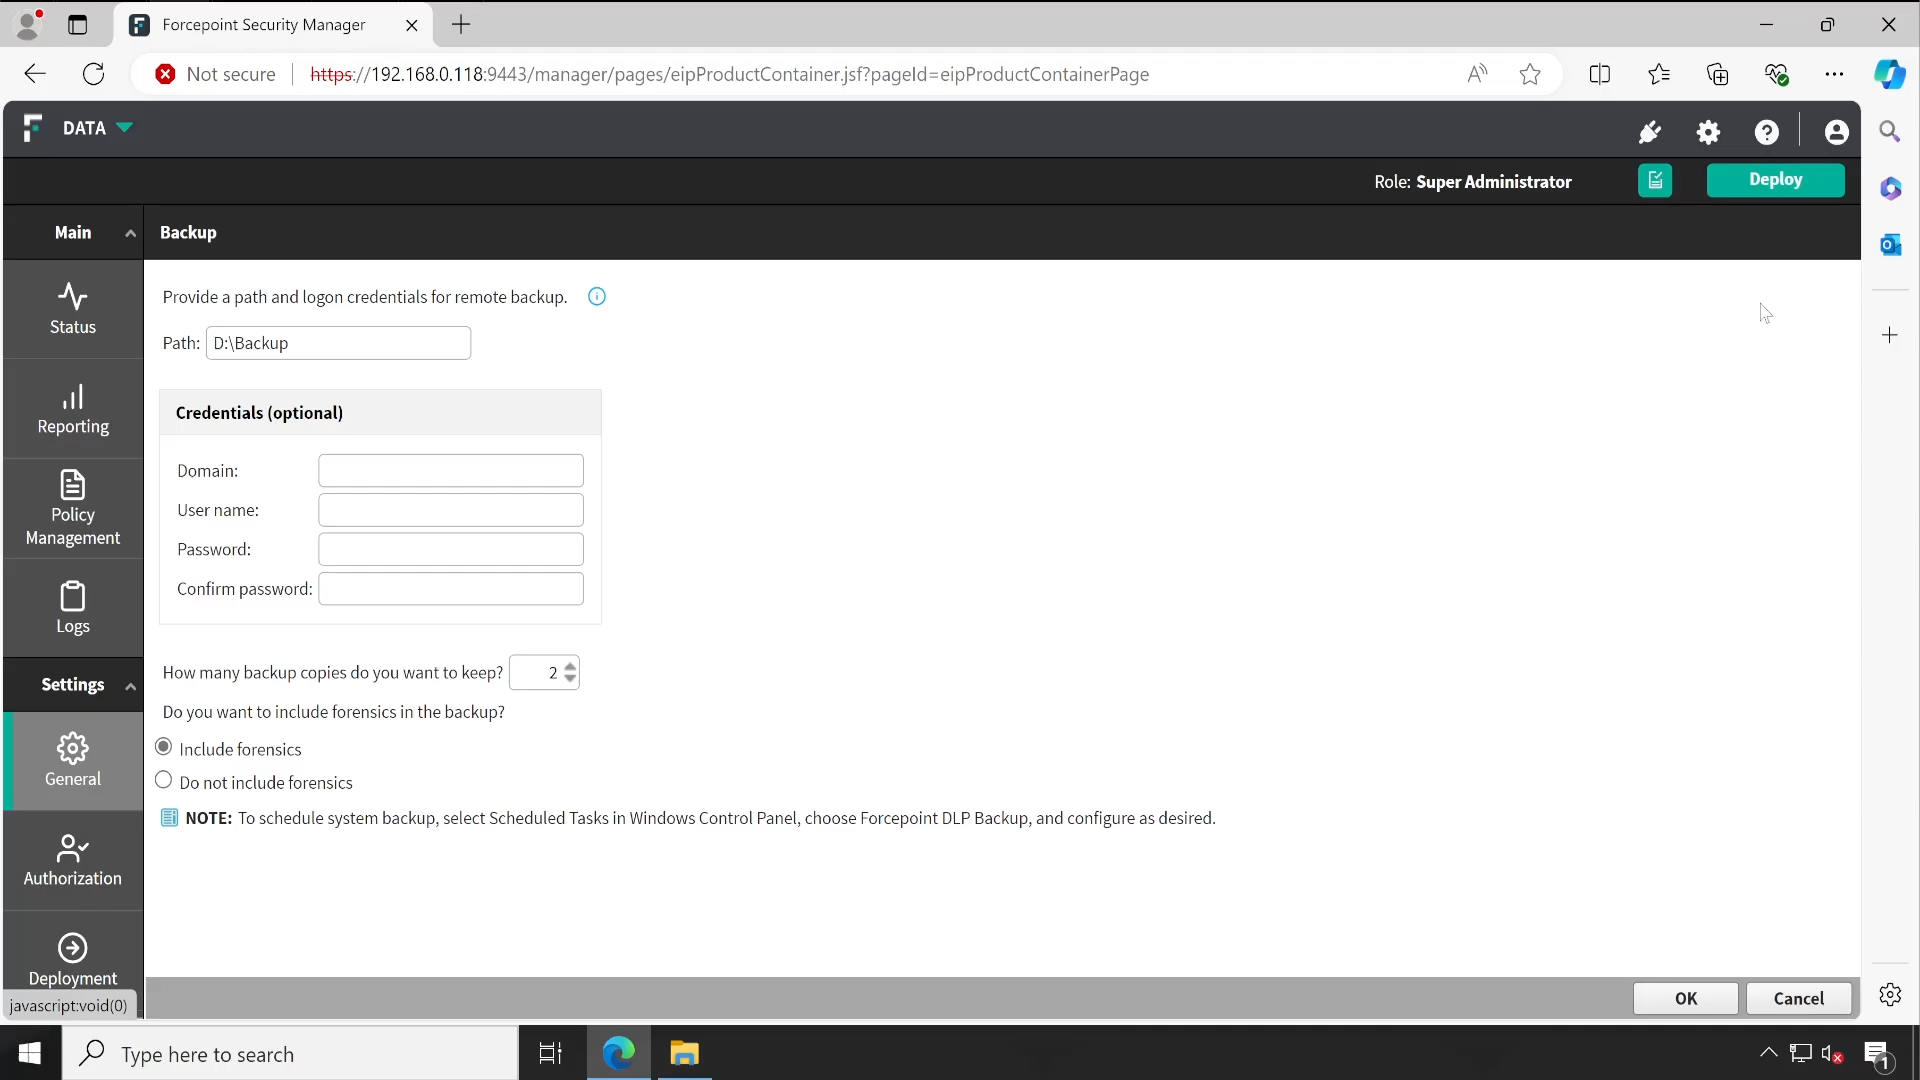 Forcepoint Security Manager
Not secure
https://192.168.0.118:9443/manager/pages/eipProductContainer.jsf?pageId=eipProductContainerPage
DATA
Role: Super Administrator
Deploy
Main
Backup
Status
Reporting
Policy
Management
Logs
Settings
General
Authorization
Deployment
javascript:void(0)
Provide a path and logon credentials for remote backup.
Path: D:\Backup
Credentials (optional)
Domain:
User name:
Password:
Confirm password:
How many backup copies do you want to keep? 2
Do you want to include forensics in the backup?
Include forensics
Do not include forensics
NOTE: To schedule system backup, select Scheduled Tasks in Windows Control Panel, choose Forcepoint DLP Backup, and configure as desired.
OK
Cancel
Type here to search
1